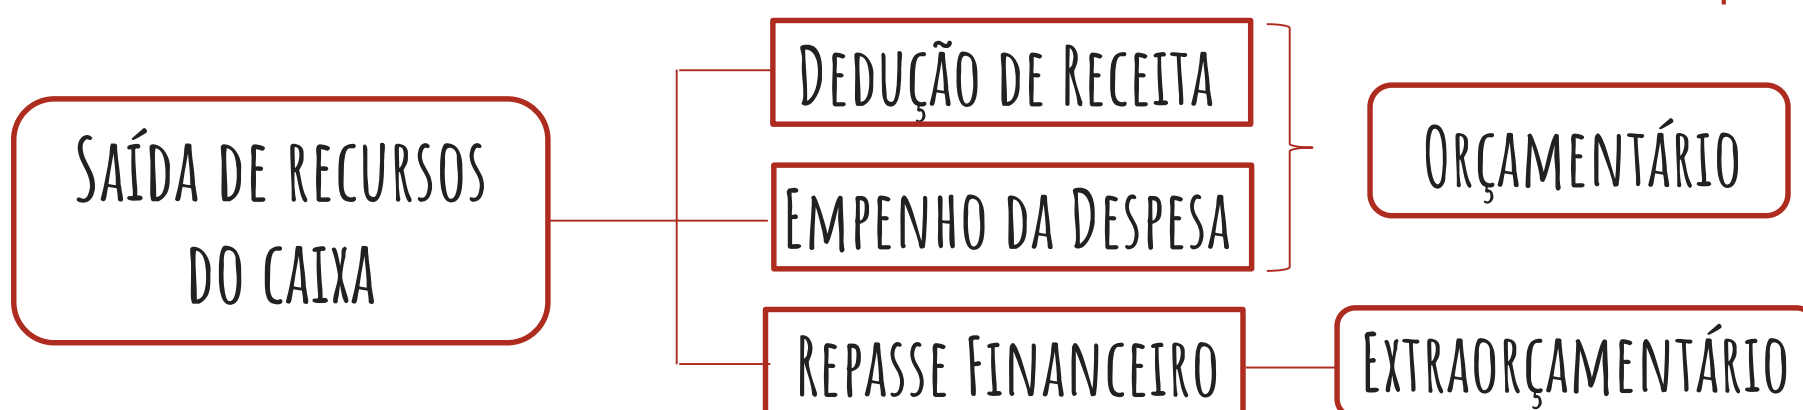 Saída de recursos
do caixa
Dedução de Receita
Empenho da Despesa
Repasse Financeiro
Orçamentário
Extraorçamentário